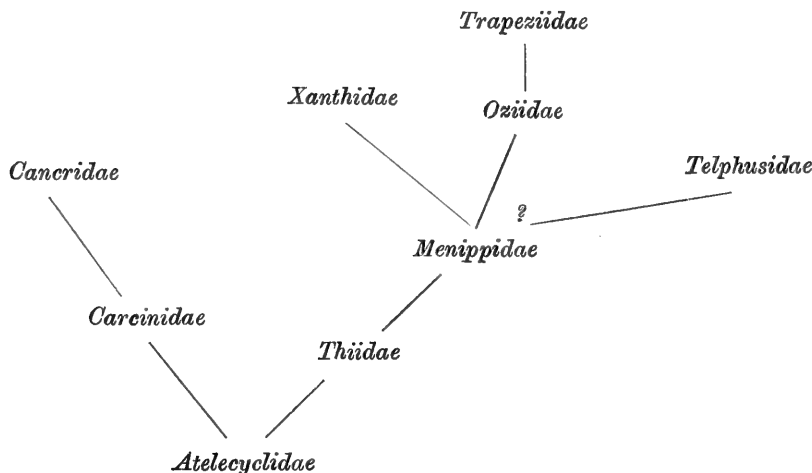 Trapeziidae
Xanthidae
Oziidae
Cancridae
Telphusidae
?
Menippidae
Carcinidae
Thiidae
Atelecyclidae